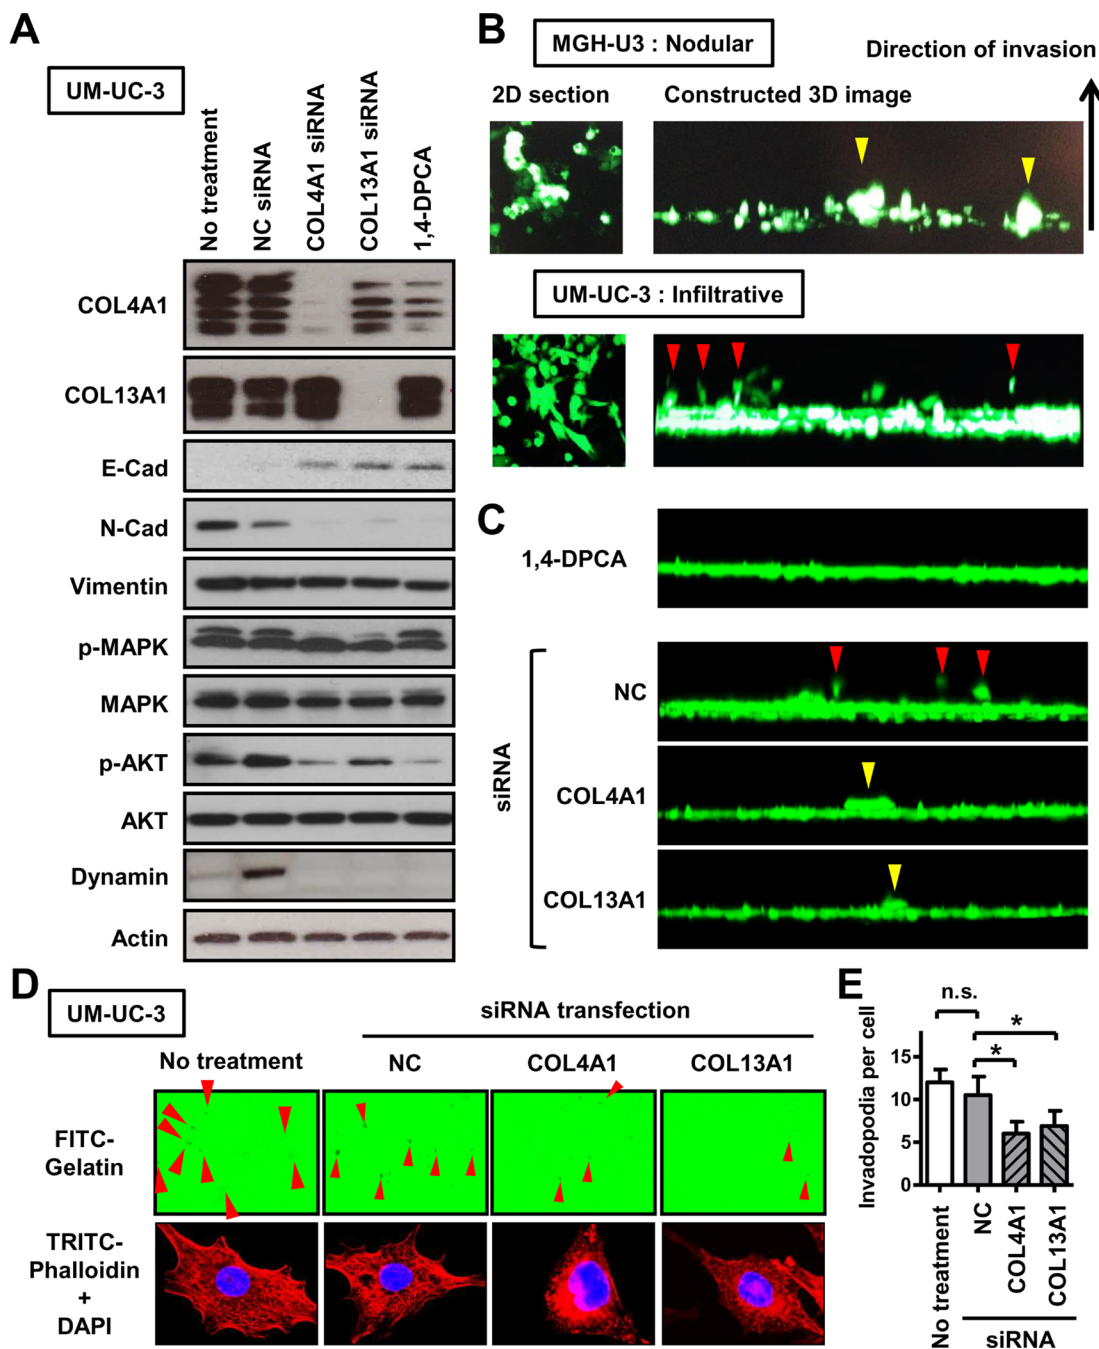 A
UM-UC-3
No treatment
NC siRNA
COL4A1 siRNA
COL13A1 siRNA
1,4-DPCA
COL4A1
COL13A1
E-Cad
N-Cad
Vimentin
p-MAPK
MAPK
p-AKT
AKT
Dynamin
Actin
B
MGH-U3 : Nodular
Direction of invasion
2D section
Constructed 3D image
UM-UC-3 : Infiltrative
C
1,4-DPCA
siRNA
NC
COL4A1
COL13A1
D
UM-UC-3
siRNA transfection
No treatment
NC
COL4A1
COL13A1
FITC-
Gelatin
TRITC-
Phalloidin
+
DAPI
E
Invadopodia per cell
n.s.
*
*
15
10
5
0
No treatment
NC
COL4A1
COL13A1
siRNA